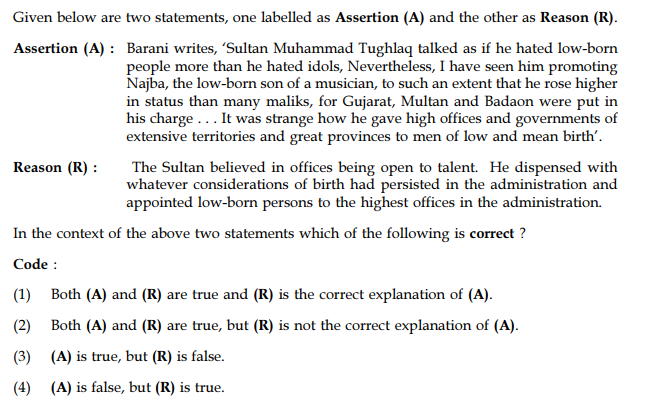 Given below are two statements, one labelled as Assertion (A) and the other as Reason (R).
Assertion (A) : Barani writes, ‘Sultan Muhammad Tughlaq talked as if he hated low-born
people more than he hated idols, Nevertheless, I have seen him promoting
Najba, the low-born son of a musician, to such an extent that he rose higher
in status than many maliks, for Gujarat, Multan and Badaon were put in
his charge . . . It was strange how he gave high offices and governments of
extensive territories and great provinces to men of low and mean birth’.
Reason (R) : The Sultan believed in offices being open to talent. He dispensed with
whatever considerations of birth had persisted in the administration and
appointed low-born persons to the highest offices in the administration.
In the context of the above two statements which of the following is correct ?
Code :
(1) Both (A) and (R) are true and (R) is the correct explanation of (A).
(2) Both (A) and (R) are true, but (R) is not the correct explanation of (A).
(3) (A) is true, but (R) is false.
(4) (A) is false, but (R) is true.